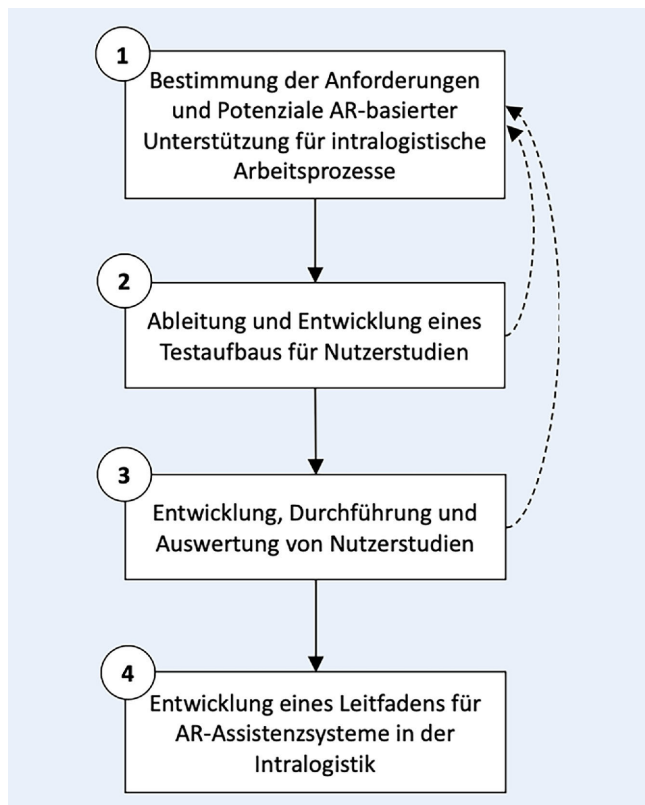 1
Bestimmung der Anforderungen
und Potenziale AR-basierter
Unterstützung für intralogistische
Arbeitsprozesse
2
Ableitung und Entwicklung eines
Testaufbaus für Nutzerstudien
3
Entwicklung, Durchführung und
Auswertung von Nutzerstudien
4
Entwicklung eines Leitfadens für
AR-Assistenzsysteme in der
Intralogistik